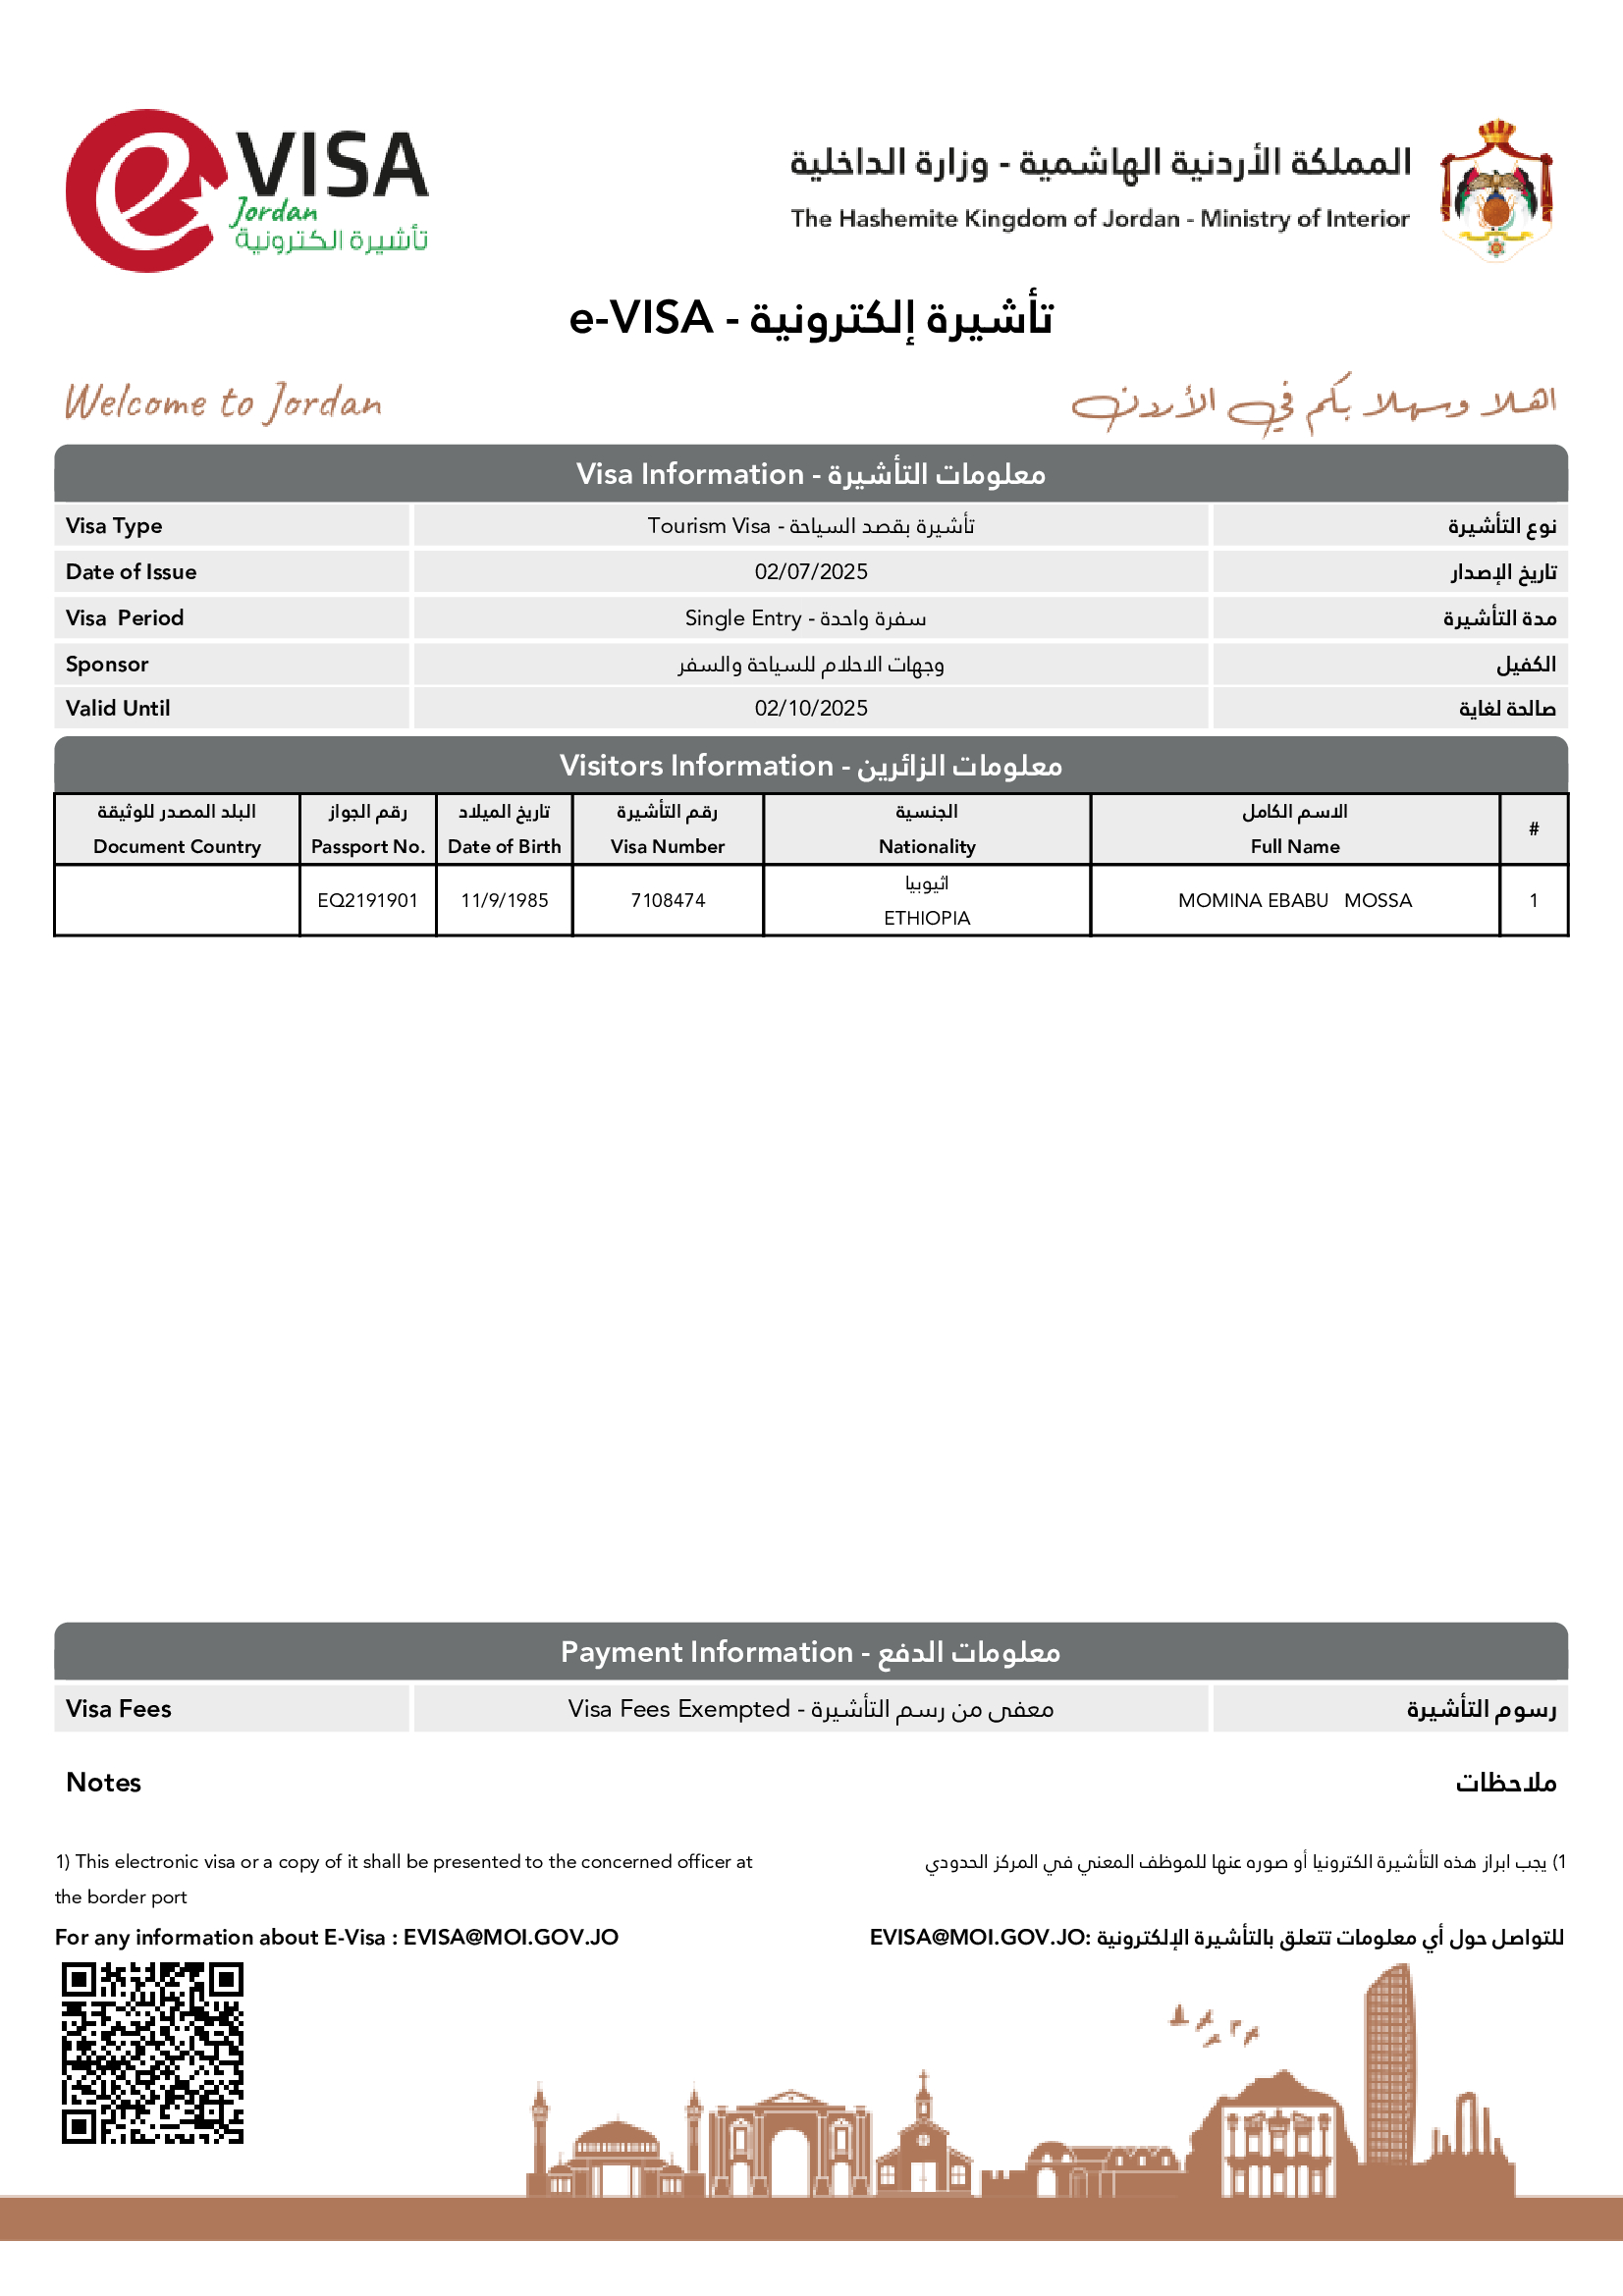 eVISA
Jordan
تأشيرة الكترونية
المملكة الأردنية الهاشمية - وزارة الداخلية
The Hashemite Kingdom of Jordan - Ministry of Interior
e-VISA - تأشيرة إلكترونية
Welcome to Jordan
اهلا وسهلا بكم في الأردن
Visa Information - معلومات التأشيرة
Visa Type Tourism Visa - تأشيرة بقصد السياحة نوع التأشيرة
Date of Issue 02/07/2025 تاريخ الإصدار
Visa Period Single Entry - سفرة واحدة مدة التأشيرة
Sponsor وجهات الاحلام للسياحة والسفر الكفيل
Valid Until 02/10/2025 صالحة لغاية
Visitors Information - معلومات الزائرين
البلد المصدر للوثيقة رقم الجواز تاريخ الميلاد رقم التأشيرة الجنسية الاسم الكامل #
Document Country Passport No. Date of Birth Visa Number Nationality Full Name
اثيوبيا
EQ2191901 11/9/1985 7108474 ETHIOPIA MOMINA EBABU MOSSA 1
Payment Information - معلومات الدفع
Visa Fees Visa Fees Exempted - معفى من رسم التأشيرة رسوم التأشيرة
Notes ملاحظات
1) This electronic visa or a copy of it shall be presented to the concerned officer at
the border port
1) يجب ابراز هذه التأشيرة الكترونيا أو صوره عنها للموظف المعني في المركز الحدودي
For any information about E-Visa : EVISA@MOI.GOV.JO
للتواصل حول أي معلومات تتعلق بالتأشيرة الإلكترونية :EVISA@MOI.GOV.JO